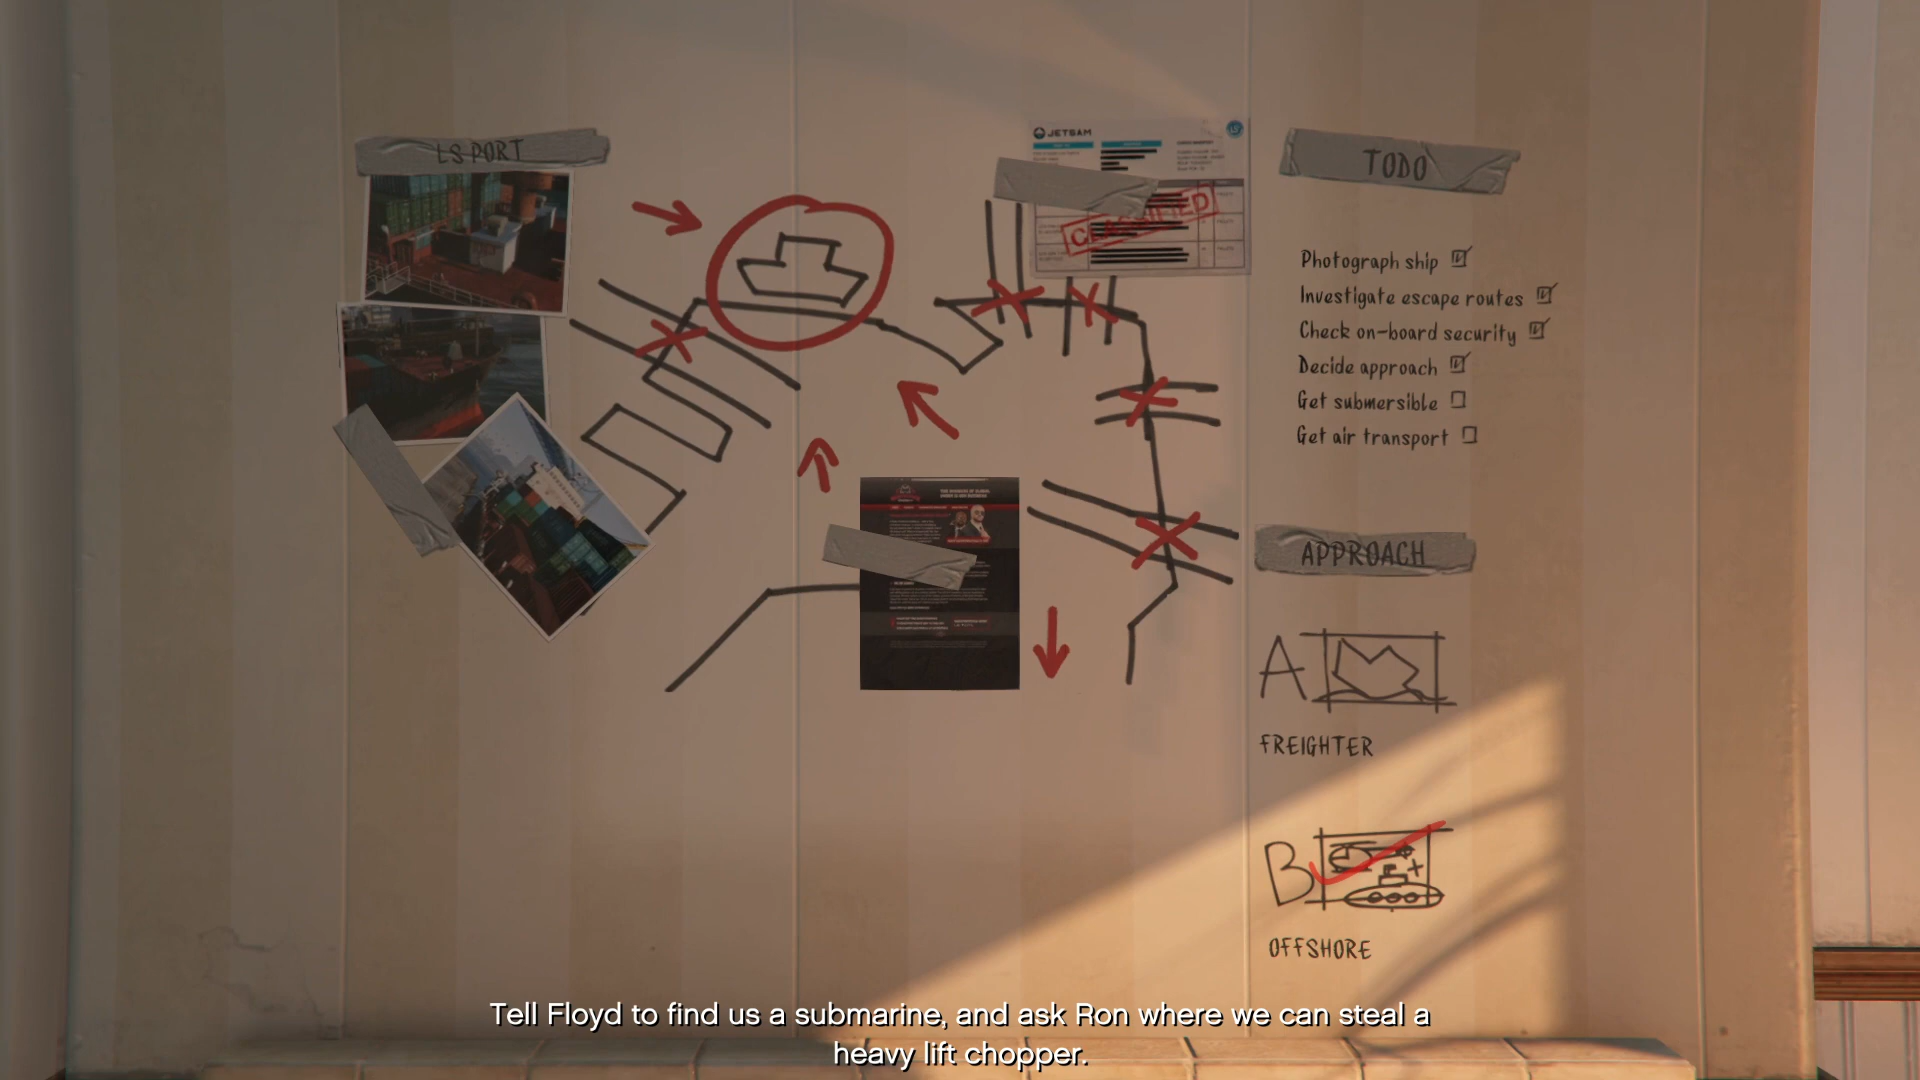 LS PORT
JETSAM
CLASSIFIED
TODO
Photograph ship
Investigate escape routes
Check on-board security
Decide approach
Get submersible
Get air transport
APPROACH
A
FREIGHTER
B
OFFSHORE
Tell Floyd to find us a submarine, and ask Ron where we can steal a
heavy lift chopper.